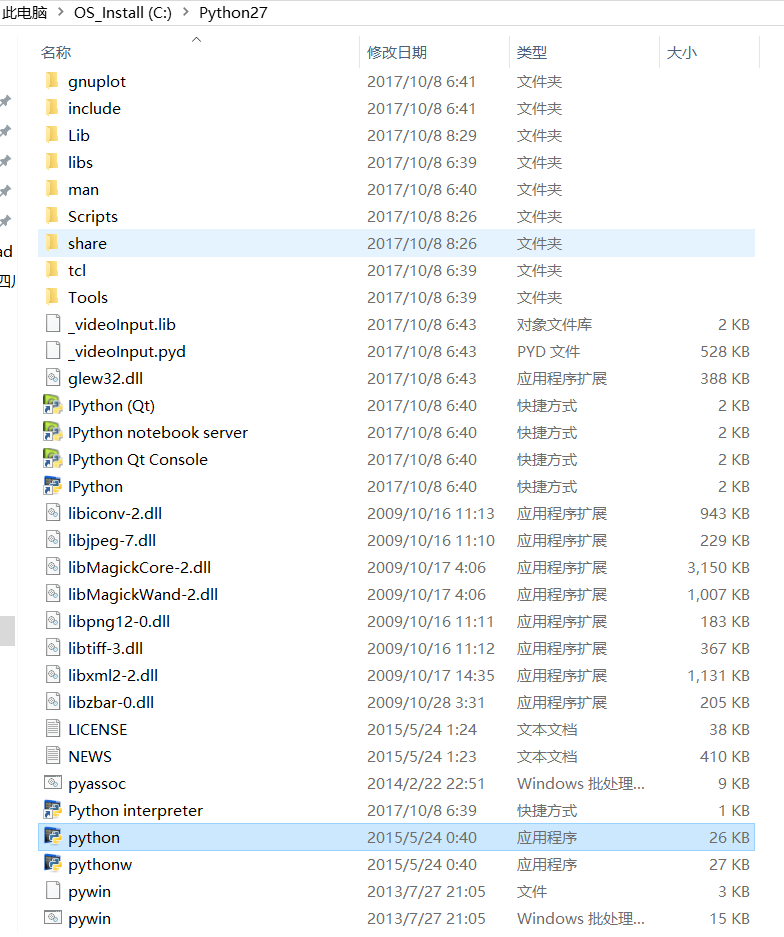 此电脑 > OS_Install (C:) > Python27
名称 修改日期 类型 大小
gnuplot 2017/10/8 6:41 文件夹
include 2017/10/8 6:41 文件夹
Lib 2017/10/8 8:29 文件夹
libs 2017/10/8 6:39 文件夹
man 2017/10/8 6:40 文件夹
Scripts 2017/10/8 8:26 文件夹
share 2017/10/8 8:26 文件夹
ad
tcl 2017/10/8 6:39 文件夹
四川
Tools 2017/10/8 6:39 文件夹
_videoInput.lib 2017/10/8 6:43 对象文件库 2 KB
_videoInput.pyd 2017/10/8 6:43 PYD 文件 528 KB
glew32.dll 2017/10/8 6:43 应用程序扩展 388 KB
IPython (Qt) 2017/10/8 6:40 快捷方式 2 KB
IPython notebook server 2017/10/8 6:40 快捷方式 2 KB
IPython Qt Console 2017/10/8 6:40 快捷方式 2 KB
IPython 2017/10/8 6:40 快捷方式 2 KB
libiconv-2.dll 2009/10/16 11:13 应用程序扩展 943 KB
libjpeg-7.dll 2009/10/16 11:10 应用程序扩展 229 KB
libMagickCore-2.dll 2009/10/17 4:06 应用程序扩展 3,150 KB
libMagickWand-2.dll 2009/10/17 4:06 应用程序扩展 1,007 KB
libpng12-0.dll 2009/10/16 11:11 应用程序扩展 183 KB
libtiff-3.dll 2009/10/16 11:12 应用程序扩展 367 KB
libxml2-2.dll 2009/10/17 14:35 应用程序扩展 1,131 KB
libzbar-0.dll 2009/10/28 3:31 应用程序扩展 205 KB
LICENSE 2015/5/24 1:24 文本文档 38 KB
NEWS 2015/5/24 1:23 文本文档 410 KB
pyassoc 2014/2/22 22:51 Windows 批处理... 9 KB
Python interpreter 2017/10/8 6:39 快捷方式 1 KB
python 2015/5/24 0:40 应用程序 26 KB
pythonw 2015/5/24 0:40 应用程序 27 KB
pywin 2013/7/27 21:05 文件 3 KB
pywin 2013/7/27 21:05 Windows 批处理... 15 KB